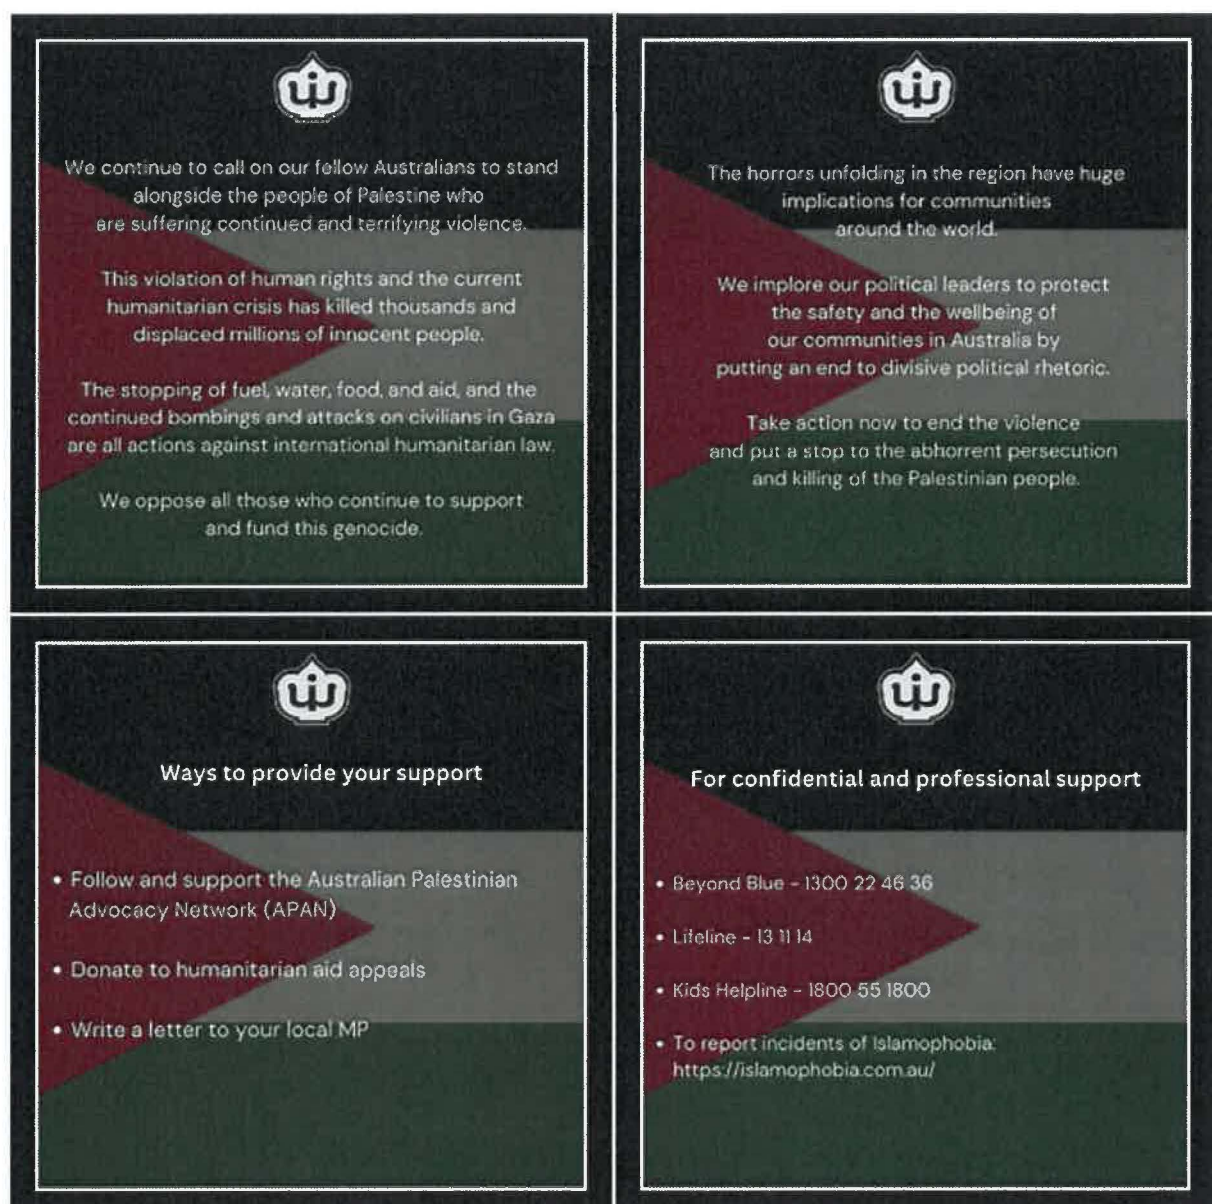 We continue to call on our fellow Australians to stand
alongside the people of Palestine who
are suffering continued and terrifying violence.
This violation of human rights and the current
humanitarian crisis has killed thousands and
displaced millions of innocent people.
The stopping of fuel, water, food, and aid, and the
continued bombings and attacks on civilians in Gaza
are all actions against international humanitarian law.
We oppose all those who continue to support
and fund this genocide.
The horrors unfolding in the region have huge
implications for communities
around the world.
We implore our political leaders to protect
the safety and the wellbeing of
our communities in Australia by
putting an end to divisive political rhetoric.
Take action now to end the violence
and put a stop to the abhorrent persecution
and killing of the Palestinian people.
Ways to provide your support
• Follow and support the Australian Palestinian
Advocacy Network (APAN)
• Donate to humanitarian aid appeals
• Write a letter to your local MP
For confidential and professional support
• Beyond Blue - 1300 22 46 36
• Lifeline - 13 11 14
• Kids Helpline - 1800 55 1800
• To report incidents of Islamophobia:
https://islamophobia.com.au/